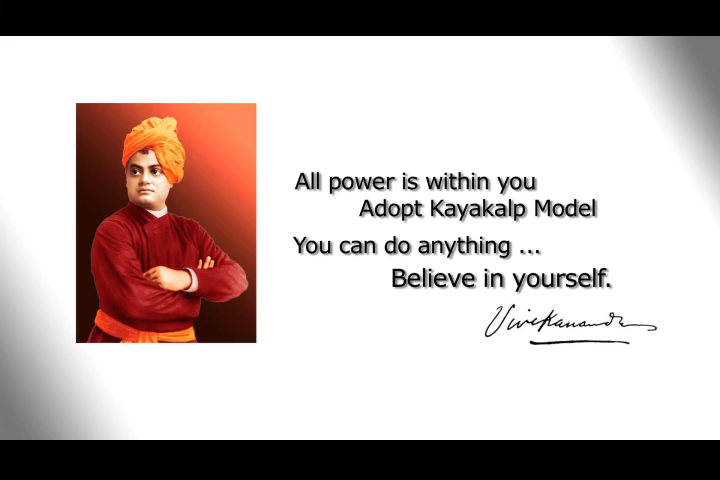 All power is within you
Adopt Kayakalp Model
You can do anything ...
Believe in yourself.
Vivekananda